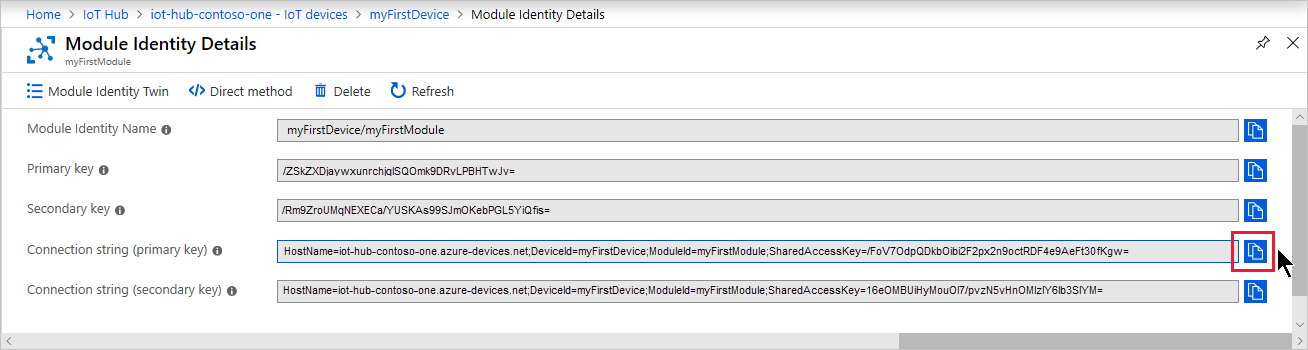 Home > IoT Hub > iot-hub-contoso-one - IoT devices > myFirstDevice > Module Identity Details
Module Identity Details
myFirstModule
Module Identity Twin </> Direct method Delete Refresh
Module Identity Name myFirstDevice/myFirstModule
Primary key /ZSkZXDjaywxunrchjqlSQOmk9DRvLPBHTwJv=
Secondary key /Rm9ZroUMqNEXECa/YUSKAs99SJmOKebPGL5YiQfis=
Connection string (primary key) HostName=iot-hub-contoso-one.azure-devices.net;DeviceId=myFirstDevice;ModuleId=myFirstModule;SharedAccessKey=/FoV7OdpQDkbOibi2F2px2n9octRDF4e9AeFt30fKgw=
Connection string (secondary key) HostName=iot-hub-contoso-one.azure-devices.net;DeviceId=myFirstDevice;ModuleId=myFirstModule;SharedAccessKey=16eOMBUiHyMouOl7/pvzN5vHnOMlzlY6lb3SlYM=